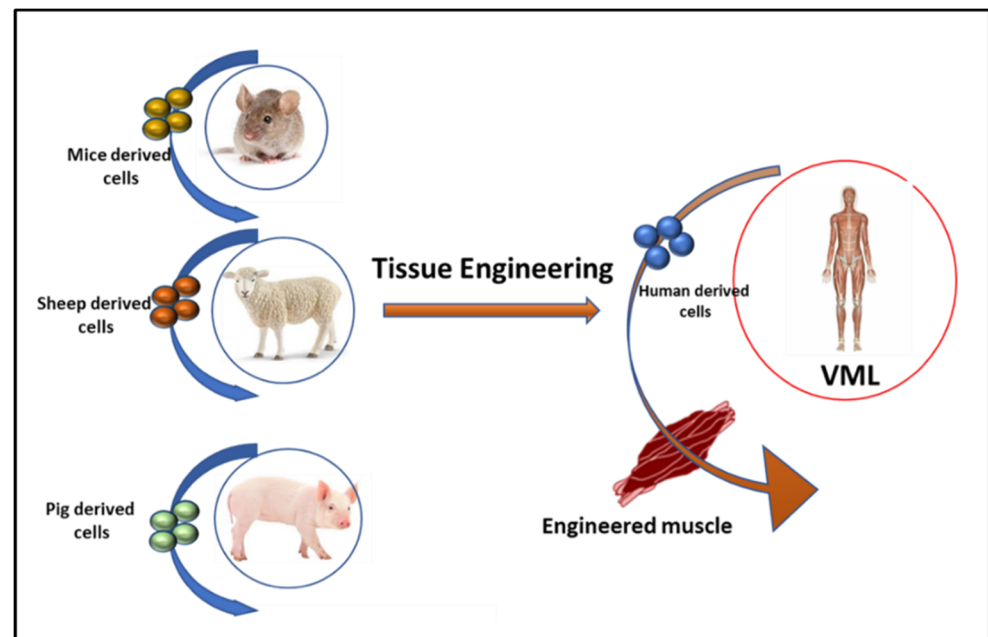 Mice derived
cells
Sheep derived
cells
Pig derived
cells
Tissue Engineering
Human derived
cells
VML
Engineered muscle